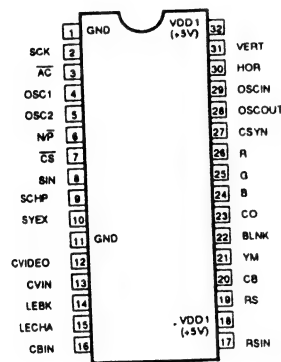 1 GND VDD1 (+5V) 32
SCK 2 31 VERT
AC 3 30 HOR
OSC1 4 29 OSCIN
OSC2 5 28 OSCOUT
N/P 6 27 CSYN
CS 7 26 R
SIN 8 25 G
SCHP 9 24 B
SYEX 10 23 CO
11 GND 22 BLNK
CVIDEO 12 21 YM
CVIN 13 20 CB
LEBK 14 19 RS
LECHA 15 - VDD1 (+5V) 18
CBIN 16 17 RSIN